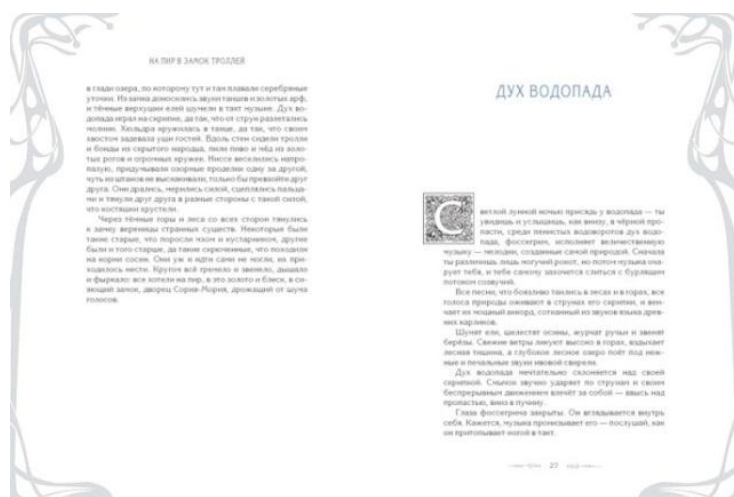 НА ПИР В ЗАМОК ТРОЛЛЕЙ
в глади озера, по которому тут и там плавали серебряные
уточки. Из замка доносились звуки танцев и золотых арф,
и тёмные верхушки елей шумели в такт музыке. Дух во-
допада играл на скрипке, да так, что от струн разлетались
молнии. Хюльдра кружилась в танце, да так, что своим
хвостом задевала уши гостей. Вдоль стен сидели тролли
и бонды из скрытого народца, пили пиво и мёд из золо-
тых рогов и огромных кружек. Ниссе веселились напро-
палую, придумывали озорные проделки одну за другой,
чуть из штанов не выскакивали, только бы превзойти друг
друга. Они дрались, мерились силой, сцеплялись пальца-
ми и тянули друг друга в разные стороны с такой силой,
что костяшки хрустели.
Через тёмные горы и леса со всех сторон тянулись
к замку вереницы странных существ. Некоторые были
такие старые, что поросли мхом и кустарником, другие
были и того старше, да такие скрюченные, что походили
на корни сосен. Они уж и идти сами не могли, их при-
ходилось нести. Кругом всё гремело и звенело, дышало
и фыркало: все хотели на пир, в это золото и блеск, в си-
яющий замок, дворец Сориа-Мориа, дрожащий от шума
голосов.
ДУХ ВОДОПАДА
Светлой лунной ночью присядь у водопада — ты
увидишь и услышишь, как внизу, в чёрной про-
пасти, среди пенистых водоворотов дух водо-
пада, фоссегрим, исполняет величественную
музыку — мелодии, созданные самой природой. Сначала
ты различишь лишь могучий рокот, но потом музыка оча-
рует тебя, и тебе самому захочется слиться с бурлящим
потоком созвучий.
Все песни, что боязливо таились в лесах и в горах, все
голоса природы оживают в струнах его скрипки, и вен-
чает их мощный аккорд, сотканный из звуков языка древ-
них карликов.
Шумят ели, шелестят осины, журчат ручьи и звенят
берёзы. Свежие ветры ликуют высоко в горах, вздыхает
лесная тишина, а глубокое лесное озеро поёт под неж-
ные и печальные звуки ивовой свирели.
Дух водопада мечтательно склоняется над своей
скрипкой. Смычок звучно ударяет по струнам и своим
беспрерывным движением влечёт за собой — ввысь над
пропастью, вниз в пучину.
Глаза фоссегрима закрыты. Он вглядывается внутрь
себя. Кажется, музыка пронизывает его — послушай, как
он притопывает ногой в такт.
27